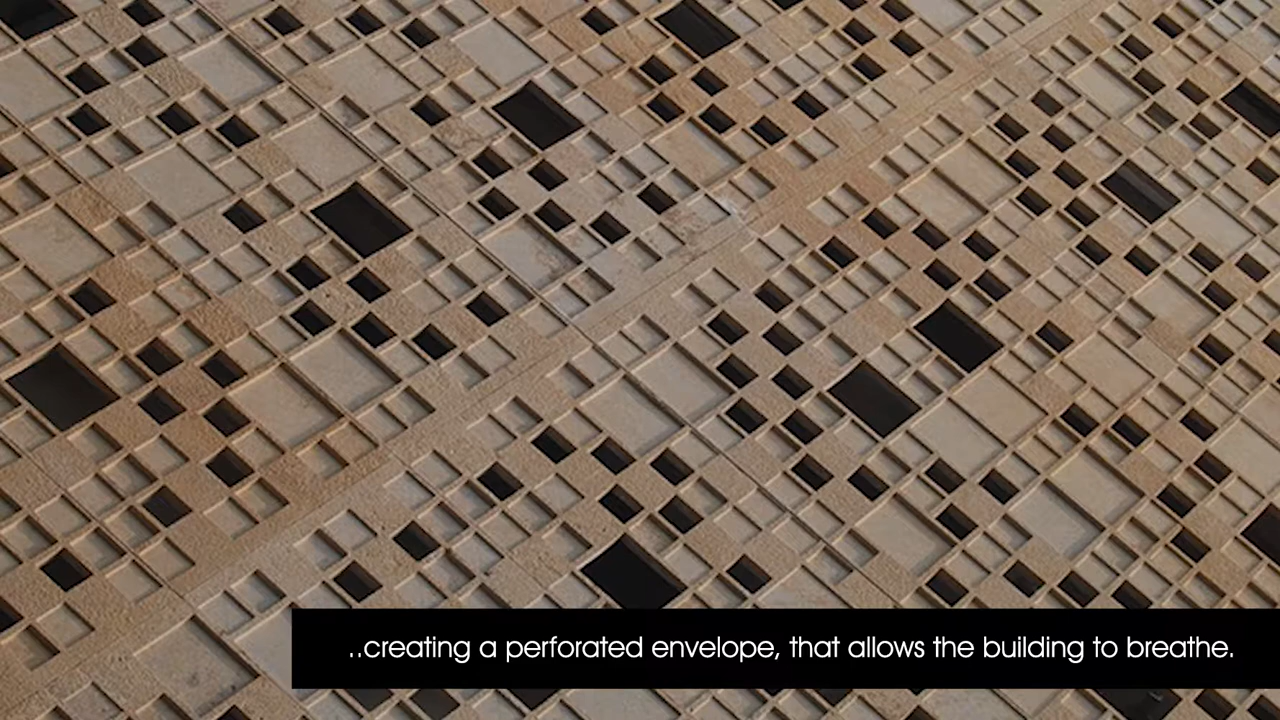 ..creating a perforated envelope, that allows the building to breathe.